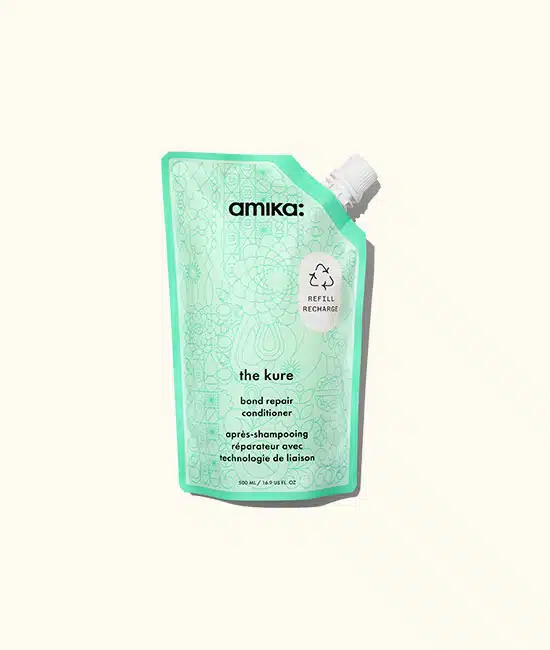 amika:
REFILL
RECHARGE
the kure
bond repair
conditioner
après-shampooing
réparateur avec
technologie de liaison
500 ML / 16.9 US FL. OZ